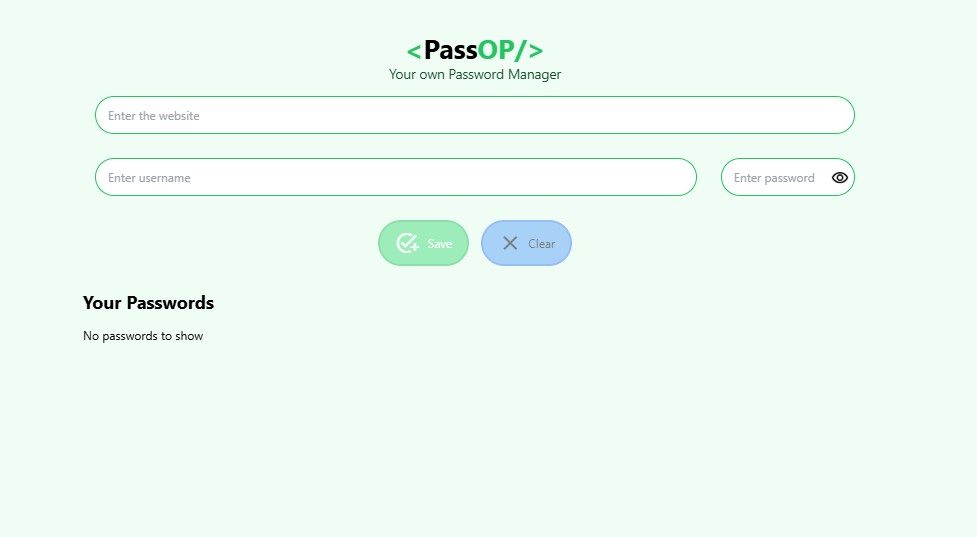 <PassOP/>
Your own Password Manager
Enter the website
Enter username
Enter password
Save
Clear
Your Passwords
No passwords to show